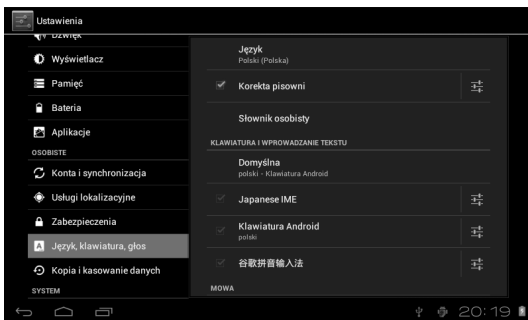 Ustawienia
Dźwięk
Wyświetlacz
Pamięć
Bateria
Aplikacje
OSOBISTE
Konta i synchronizacja
Usługi lokalizacyjne
Zabezpieczenia
Język, klawiatura, głos
Kopia i kasowanie danych
SYSTEM
Język
Polski (Polska)
Korekta pisowni
Słownik osobisty
KLAWIATURA I WPROWADZANIE TEKSTU
Domyślna
polski - Klawiatura Android
Japanese IME
Klawiatura Android
polski
谷歌拼音输入法
MOWA
20:19